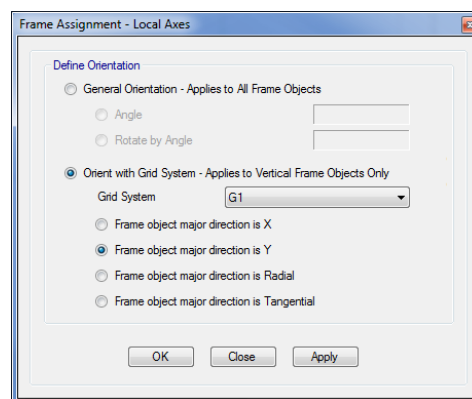 Frame Assignment - Local Axes
Define Orientation
General Orientation - Applies to All Frame Objects
Angle
Rotate by Angle
Orient with Grid System - Applies to Vertical Frame Objects Only
Grid System G1
Frame object major direction is X
Frame object major direction is Y
Frame object major direction is Radial
Frame object major direction is Tangential
OK Close Apply